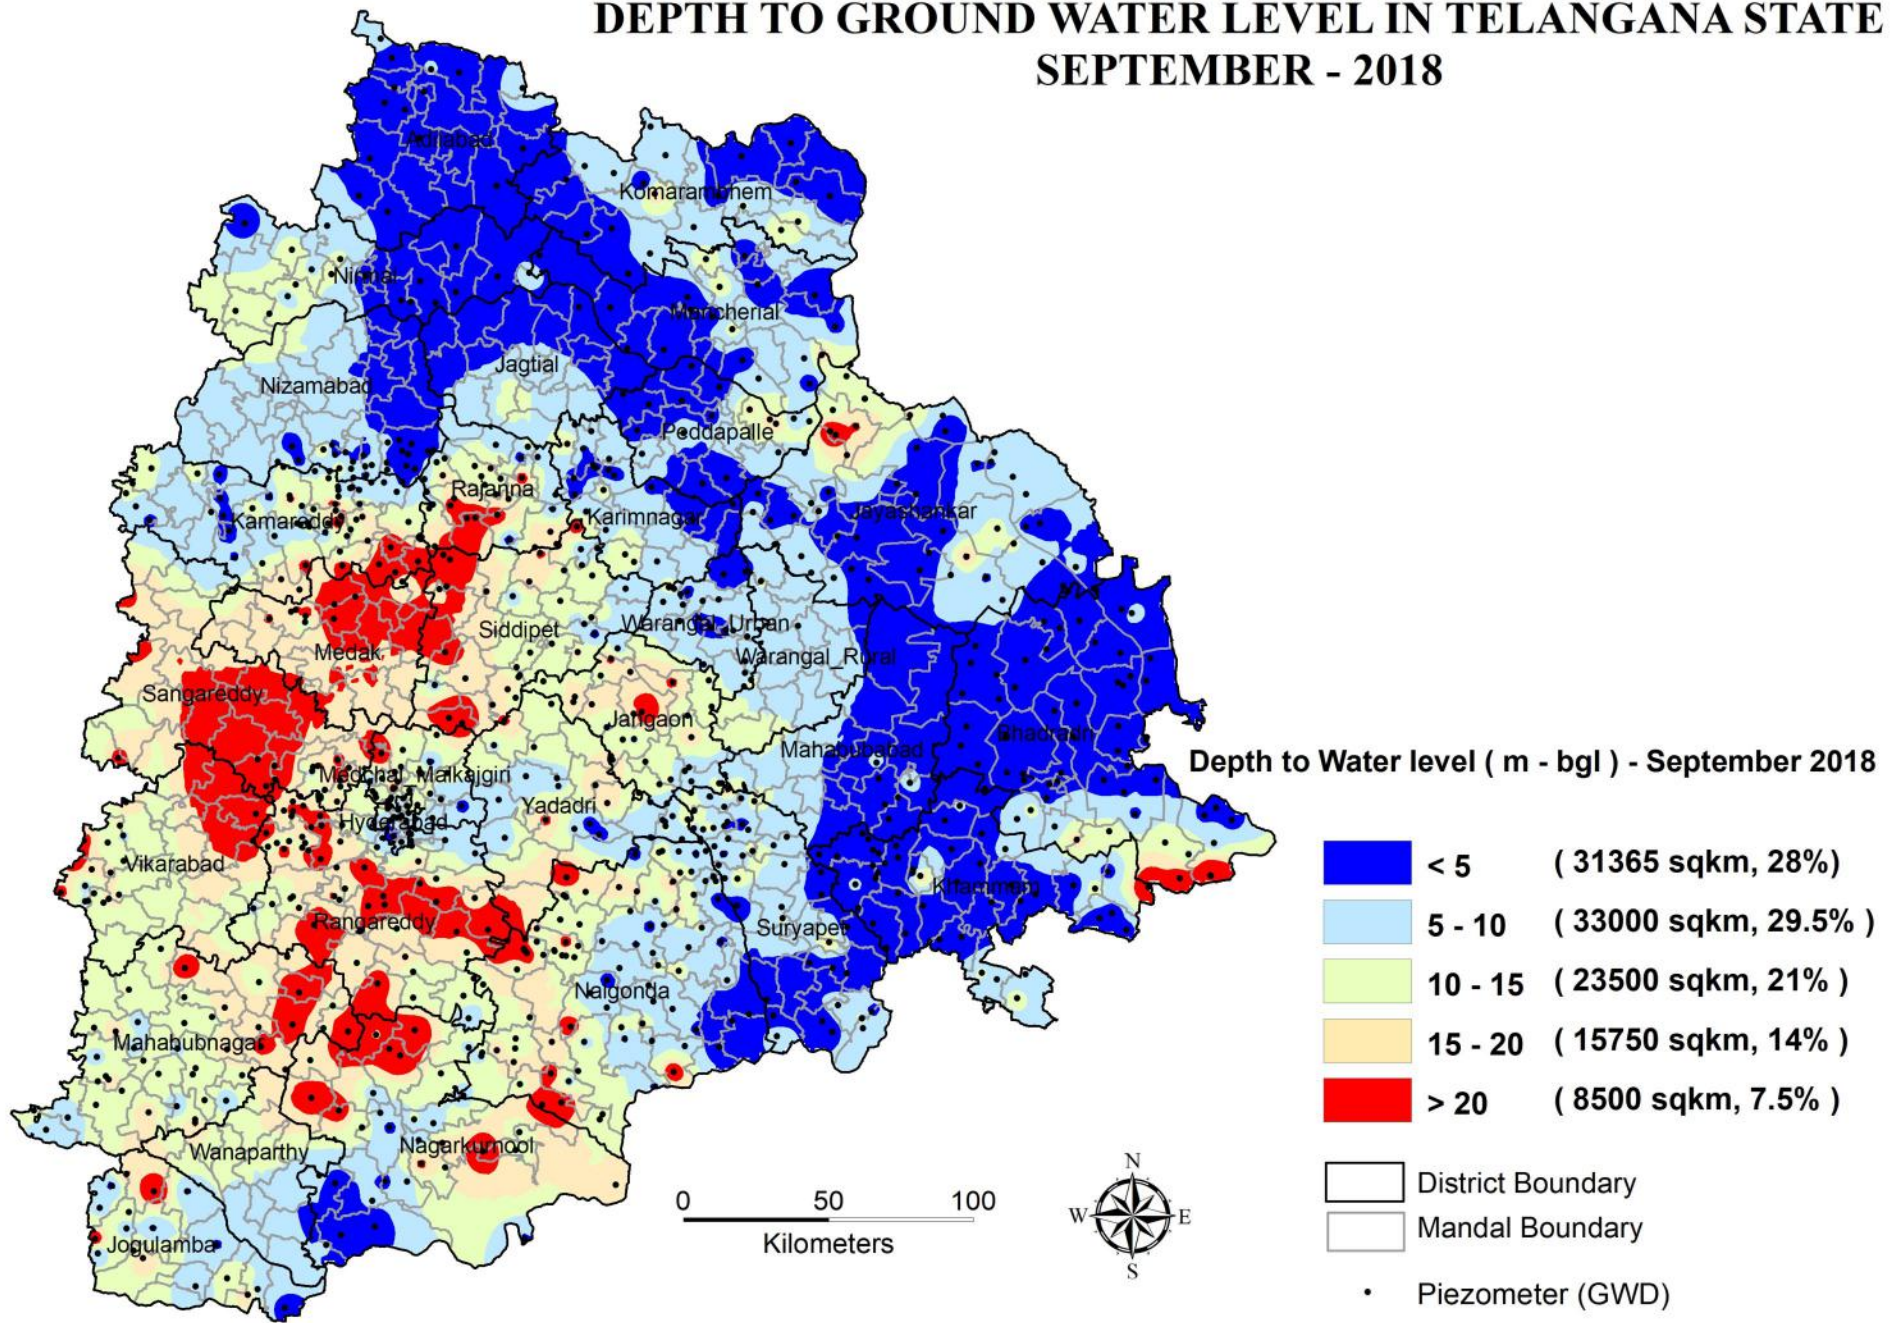 DEPTH TO GROUND WATER LEVEL IN TELANGANA STATE
SEPTEMBER - 2018
Adilabad
Komarambhem
Nirmal
Mancherial
Jagtial
Nizamabad
Peddapalle
Rajanna
Kamareddy
Karimnagar
Jayashankar
Siddipet
Warangal_Urban
Medak
Warangal_Rural
Sangareddy
Jangaon
Bhadradri
Mahabubabad
Medchal_Malkajgiri
Yadadri
Hyderabad
Vikarabad
Khammam
Rangareddy
Suryapet
Nalgonda
Mahabubnagar
Wanaparthy
Nagarkurnool
Jogulamba
Depth to Water level ( m - bgl ) - September 2018
< 5 ( 31365 sqkm, 28%)
5 - 10 ( 33000 sqkm, 29.5% )
10 - 15 ( 23500 sqkm, 21% )
15 - 20 ( 15750 sqkm, 14% )
> 20 ( 8500 sqkm, 7.5% )
District Boundary
Mandal Boundary
Piezometer (GWD)
0 50 100
Kilometers
N
W E
S